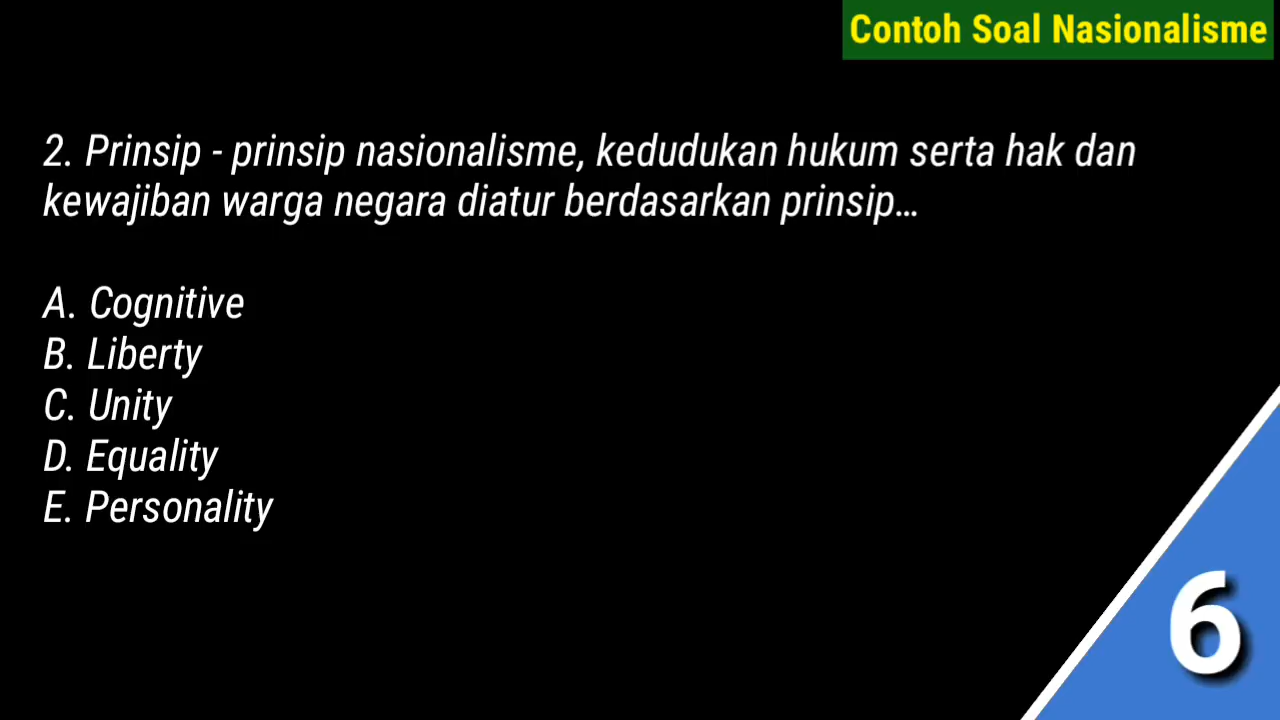 Contoh Soal Nasionalisme
2. Prinsip - prinsip nasionalisme, kedudukan hukum serta hak dan
kewajiban warga negara diatur berdasarkan prinsip...
A. Cognitive
B. Liberty
C. Unity
D. Equality
E. Personality
6